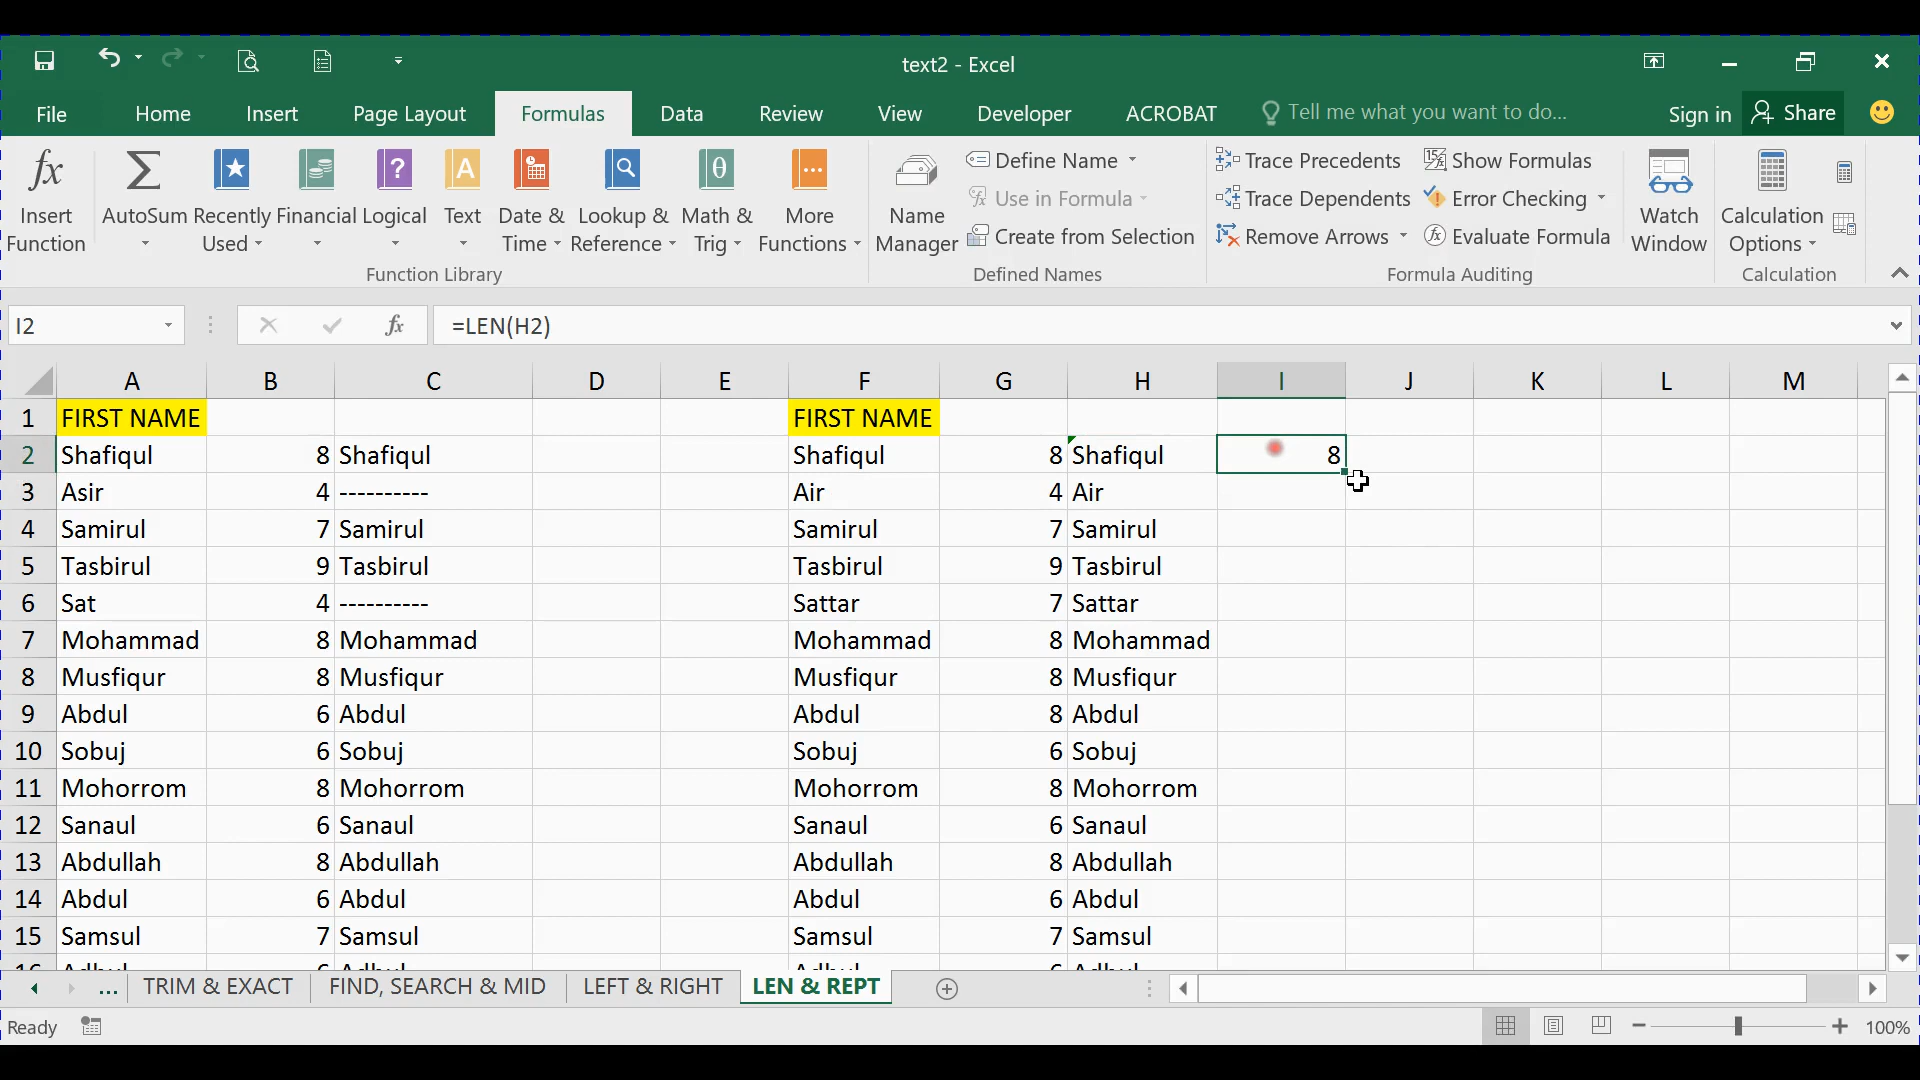 text2 - Excel
File Home Insert Page Layout Formulas Data Review View Developer ACROBAT Tell me what you want to do... Sign in Share
Insert Function
AutoSum
Recently Used
Financial
Logical
Text
Date & Time
Lookup & Reference
Math & Trig
More Functions
Function Library
Name Manager
Define Name
Use in Formula
Create from Selection
Defined Names
Trace Precedents
Trace Dependents
Remove Arrows
Show Formulas
Error Checking
Evaluate Formula
Formula Auditing
Watch Window
Calculation Options
Calculation
I2 fx =LEN(H2)
A B C D E F G H I J K L M
1 FIRST NAME FIRST NAME
2 Shafiqul 8 Shafiqul Shafiqul 8 Shafiqul 8
3 Asir 4 ---------- Air 4 Air
4 Samirul 7 Samirul Samirul 7 Samirul
5 Tasbirul 9 Tasbirul Tasbirul 9 Tasbirul
6 Sat 4 ---------- Sattar 7 Sattar
7 Mohammad 8 Mohammad Mohammad 8 Mohammad
8 Musfiqur 8 Musfiqur Musfiqur 8 Musfiqur
9 Abdul 6 Abdul Abdul 8 Abdul
10 Sobuj 6 Sobuj Sobuj 6 Sobuj
11 Mohorrom 8 Mohorrom Mohorrom 8 Mohorrom
12 Sanaul 6 Sanaul Sanaul 6 Sanaul
13 Abdullah 8 Abdullah Abdullah 8 Abdullah
14 Abdul 6 Abdul Abdul 6 Abdul
15 Samsul 7 Samsul Samsul 7 Samsul
... TRIM & EXACT FIND, SEARCH & MID LEFT & RIGHT LEN & REPT
Ready 100%